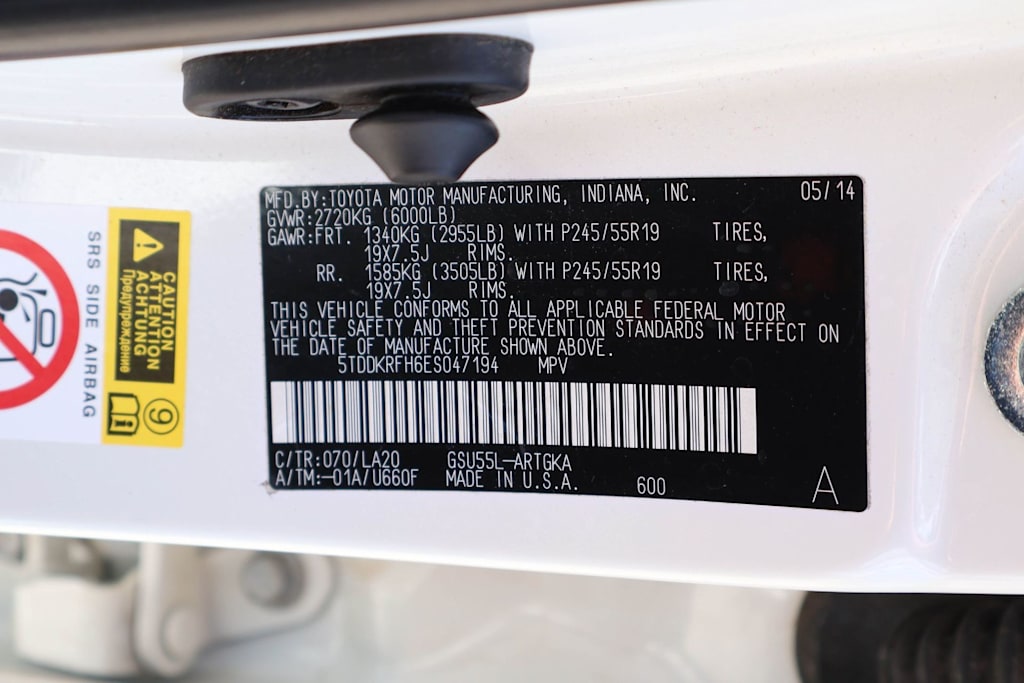 MFD.BY:TOYOTA MOTOR MANUFACTURING, INDIANA, INC. 05/14
GVWR:2720KG (6000LB)
GAWR:FRT. 1340KG (2955LB) WITH P245/55R19 TIRES,
19X7.5J RIMS.
RR. 1585KG (3505LB) WITH P245/55R19 TIRES,
19X7.5J RIMS.
THIS VEHICLE CONFORMS TO ALL APPLICABLE FEDERAL MOTOR
VEHICLE SAFETY AND THEFT PREVENTION STANDARDS IN EFFECT ON
THE DATE OF MANUFACTURE SHOWN ABOVE.
5TDDKRFH6ES047194 MPV
C/TR:070/LA20 GSU55L-ARTGKA
A/TM:-01A/U660F MADE IN U.S.A. 600 A
SRS SIDE AIRBAG
CAUTION
ATTENTION
ACHTUNG
Предупреждение
9
i